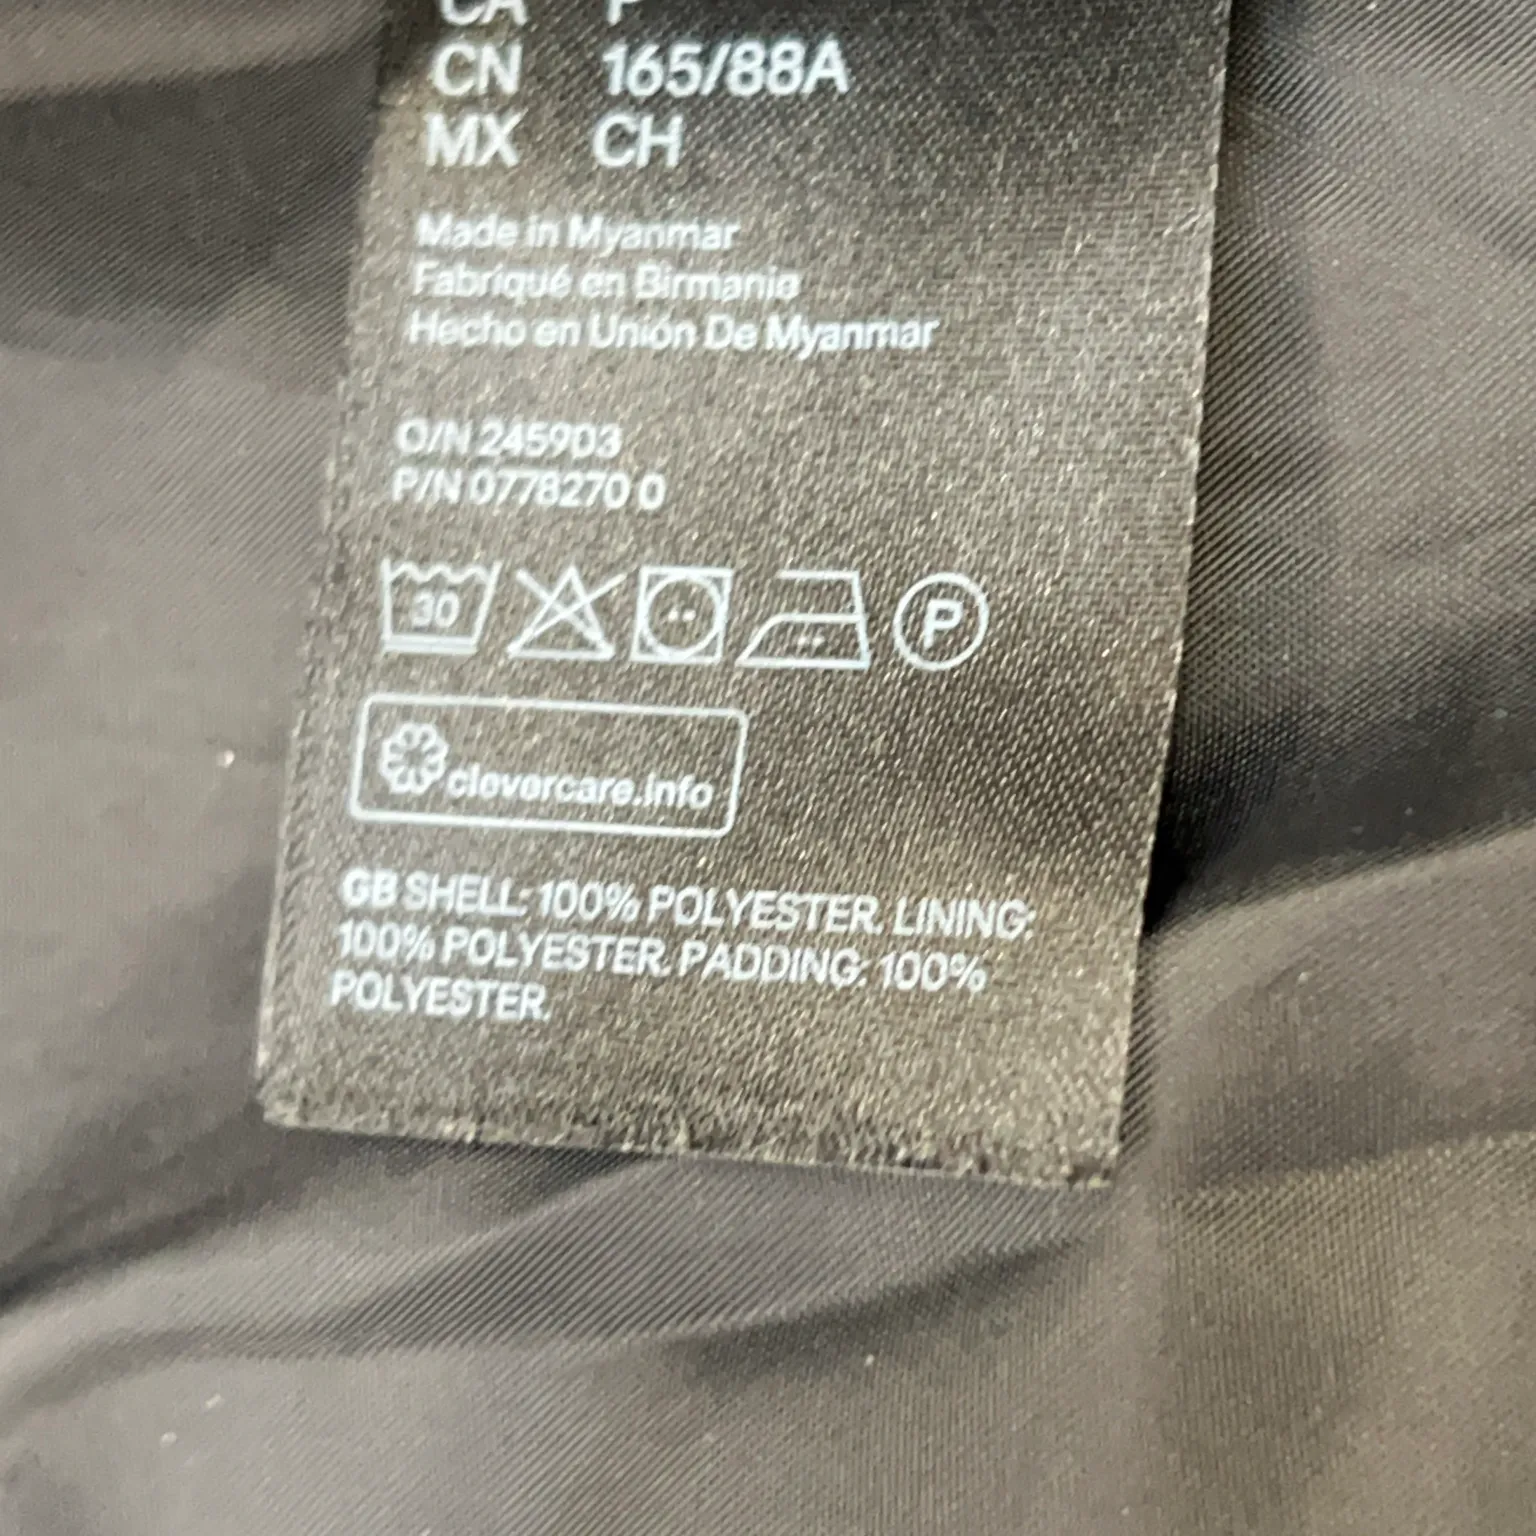 CA P
CN 165/88A
MX CH
Made in Myanmar
Fabriqué en Birmanie
Hecho en Unión De Myanmar
O/N 245903
P/N 0778270 0
30
P
clevercare.info
GB SHELL: 100% POLYESTER. LINING:
100% POLYESTER. PADDING: 100%
POLYESTER.